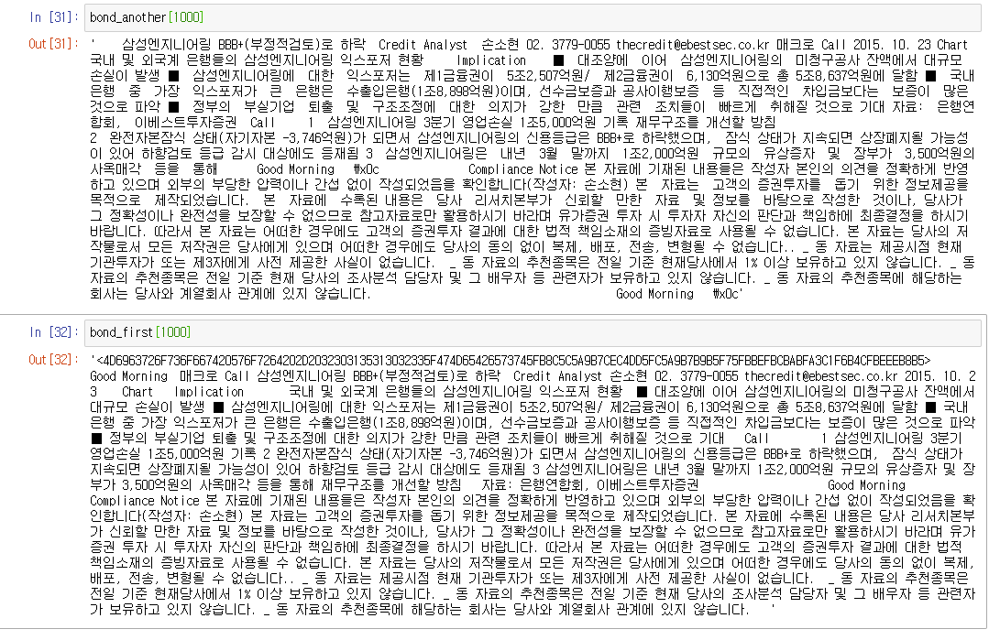 In [31]: bond_another[1000]
Out[31]: '    삼성엔지니어링 BBB+(부정적검토)로 하락  Credit Analyst  손소현 02. 3779-0055 thecredit@ebestsec.co.kr 매크로 Call 2015. 10. 23 Chart
국내 및 외국계 은행들의 삼성엔지니어링 익스포저 현황    Implication    ■ 대조양에 이어 삼성엔지니어링의 미청구공사 잔액에서 대규모
손실이 발생 ■ 삼성엔지니어링에 대한 익스포저는 제1금융권이 5조2,507억원/ 제2금융권이 6,130억원으로 총 5조8,637억원에 달함 ■ 국내
은행 중 가장 익스포저가 큰 은행은 수출입은행(1조8,898억원)이며, 선수금보증과 공사이행보증 등 직접적인 차입금보다는 보증이 많은
것으로 파악 ■ 정부의 부실기업 퇴출 및 구조조정에 대한 의지가 강한 만큼 관련 조치들이 빠르게 취해질 것으로 기대 자료: 은행연
합회, 이베스트투자증권  Call    1  삼성엔지니어링 3분기 영업손실 1조5,000억원 기록 재무구조를 개선할 방침
2  완전자본잠식 상태(자기자본 -3,746억원)가 되면서 삼성엔지니어링의 신용등급은 BBB+로 하락했으며,  잠식 상태가 지속되면 상장폐지될 가능성
이 있어 하향검토 등급 감시 대상에도 등재됨 3 삼성엔지니어링은 내년 3월 말까지 1조2,000억원 규모의 유상증자 및 장부가 3,500억원의
사옥매각 등을 통해    Good Morning  ₩x0c        Compliance Notice 본 자료에 기재된 내용들은 작성자 본인의 의견을 정확하게 반영
하고 있으며 외부의 부당한 압력이나 간섭 없이 작성되었음을 확인합니다(작성자: 손소현) 본 자료는 고객의 증권투자를 돕기 위한 정보제공을
목적으로 제작되었습니다. 본 자료에 수록된 내용은 당사 리서치본부가 신뢰할 만한 자료 및 정보를 바탕으로 작성한 것이나, 당사가
그 정확성이나 완전성을 보장할 수 없으므로 참고자료로만 활용하시기 바라며 유가증권 투자 시 투자자 자신의 판단과 책임하에 최종결정을 하시기
바랍니다. 따라서 본 자료는 어떠한 경우에도 고객의 증권투자 결과에 대한 법적 책임소재의 증빙자료로 사용될 수 없습니다. 본 자료는 당사의 저
작물로서 모든 저작권은 당사에게 있으며 어떠한 경우에도 당사의 동의 없이 복제, 배포, 전송, 변형될 수 없습니다.. _ 동 자료는 제공시점 현재
기관투자가 또는 제3자에게 사전 제공한 사실이 없습니다.  _ 동 자료의 추천종목은 전일 기준 현재당사에서 1% 이상 보유하고 있지 않습니다. _ 동
자료의 추천종목은 전일 기준 현재 당사의 조사분석 담당자 및 그 배우자 등 관련자가 보유하고 있지 않습니다. _ 동 자료의 추천종목에 해당하는
회사는 당사와 계열회사 관계에 있지 않습니다.    Good Morning  ₩x0c'
In [32]: bond_first[1000]
Out[32]: '<4D6963726F736F667420576F7264202D2032303135313032335F474D65426573745FB8C5C5A9B7CEC4DD5FC5A9B7B9B5F75FBBEFBCBABFA3C1F6B4CFBEEEB8B5>
Good Morning  매크로 Call 삼성엔지니어링 BBB+(부정적검토)로 하락  Credit Analyst 손소현 02. 3779-0055 thecredit@ebestsec.co.kr 2015. 10. 2
3  Chart  Implication    국내 및 외국계 은행들의 삼성엔지니어링 익스포저 현황  ■ 대조양에 이어 삼성엔지니어링의 미청구공사 잔액에서
대규모 손실이 발생 ■ 삼성엔지니어링에 대한 익스포저는 제1금융권이 5조2,507억원/ 제2금융권이 6,130억원으로 총 5조8,637억원에 달함 ■ 국내
은행 중 가장 익스포저가 큰 은행은 수출입은행(1조8,898억원)이며, 선수금보증과 공사이행보증 등 직접적인 차입금보다는 보증이 많은 것으로 파악
■ 정부의 부실기업 퇴출 및 구조조정에 대한 의지가 강한 만큼 관련 조치들이 빠르게 취해질 것으로 기대  Call    1 삼성엔지니어링 3분기
영업손실 1조5,000억원 기록 2 완전자본잠식 상태(자기자본 -3,746억원)가 되면서 삼성엔지니어링의 신용등급은 BBB+로 하락했으며,  잠식 상태가
지속되면 상장폐지될 가능성이 있어 하향검토 등급 감시 대상에도 등재됨 3 삼성엔지니어링은 내년 3월 말까지 1조2,000억원 규모의 유상증자 및 장
부가 3,500억원의 사옥매각 등을 통해 재무구조를 개선할 방침  자료: 은행연합회, 이베스트투자증권    Good Morning
Compliance Notice 본 자료에 기재된 내용들은 작성자 본인의 의견을 정확하게 반영하고 있으며 외부의 부당한 압력이나 간섭 없이 작성되었음을 확
인합니다(작성자: 손소현) 본 자료는 고객의 증권투자를 돕기 위한 정보제공을 목적으로 제작되었습니다. 본 자료에 수록된 내용은 당사 리서치본부
가 신뢰할 만한 자료 및 정보를 바탕으로 작성한 것이나, 당사가 그 정확성이나 완전성을 보장할 수 없으므로 참고자료로만 활용하시기 바라며 유가
증권 투자 시 투자자 자신의 판단과 책임하에 최종결정을 하시기 바랍니다. 따라서 본 자료는 어떠한 경우에도 고객의 증권투자 결과에 대한 법적
책임소재의 증빙자료로 사용될 수 없습니다. 본 자료는 당사의 저작물로서 모든 저작권은 당사에게 있으며 어떠한 경우에도 당사의 동의 없이 복제,
배포, 전송, 변형될 수 없습니다.. _ 동 자료는 제공시점 현재 기관투자가 또는 제3자에게 사전 제공한 사실이 없습니다.  _ 동 자료의 추천종목은
전일 기준 현재당사에서 1% 이상 보유하고 있지 않습니다. _ 동 자료의 추천종목은 전일 기준 현재 당사의 조사분석 담당자 및 그 배우자 등 관련자
가 보유하고 있지 않습니다. _ 동 자료의 추천종목에 해당하는 회사는 당사와 계열회사 관계에 있지 않습니다.   '